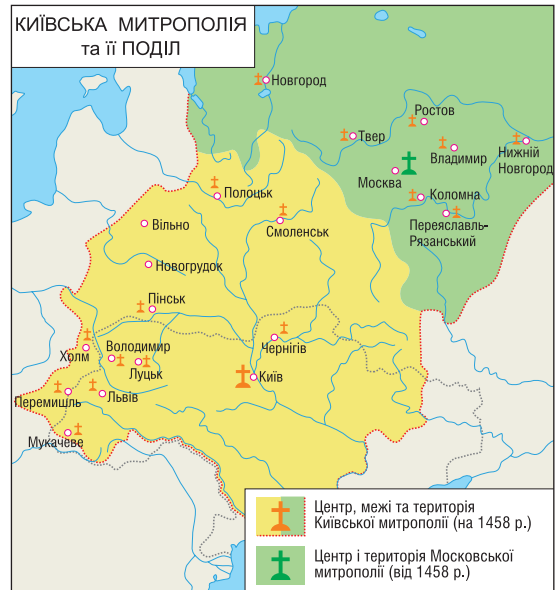 КИЇВСЬКА МИТРОПОЛІЯ
та її ПОДІЛ
Новгород
Ростов
Твер
Владимир
Нижній
Новгород
Москва
Коломна
Переяславль-
Рязанський
Полоцьк
Вільно
Смоленськ
Новогрудок
Пінськ
Чернігів
Холм
Володимир
Луцьк
Київ
Перемишль
Львів
Мукачеве
Центр, межі та територія
Київської митрополії (на 1458 р.)
Центр і територія Московської
митрополії (від 1458 р.)